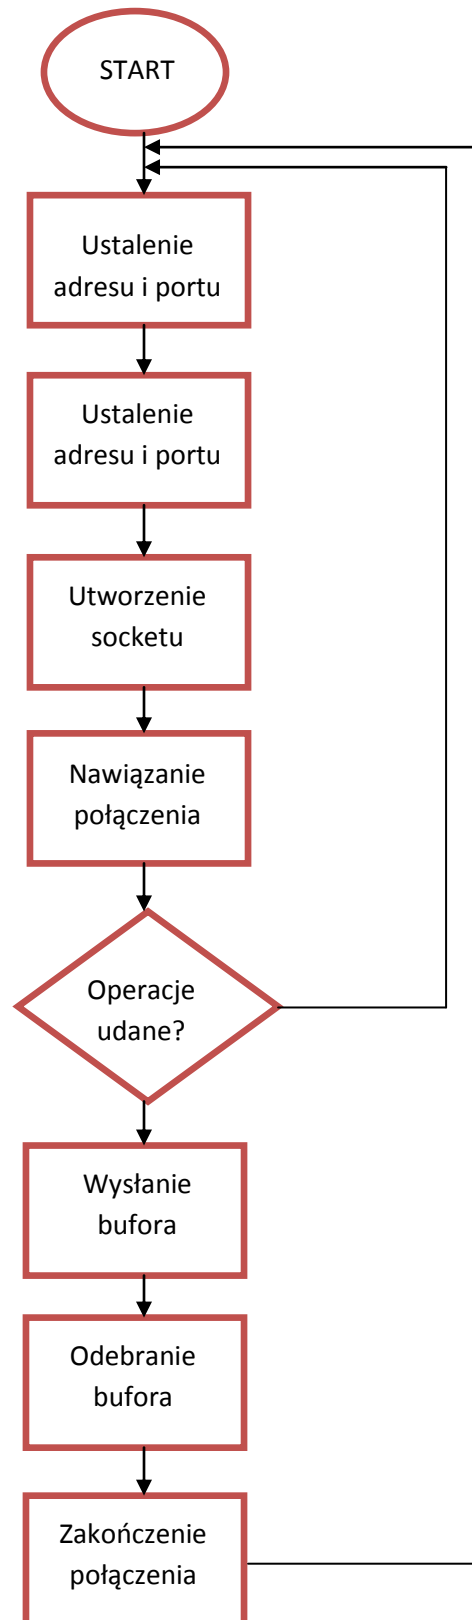 START
Ustalenie
adresu i portu
Ustalenie
adresu i portu
Utworzenie
socketu
Nawiązanie
połączenia
Operacje
udane?
Wysłanie
bufora
Odebranie
bufora
Zakończenie
połączenia